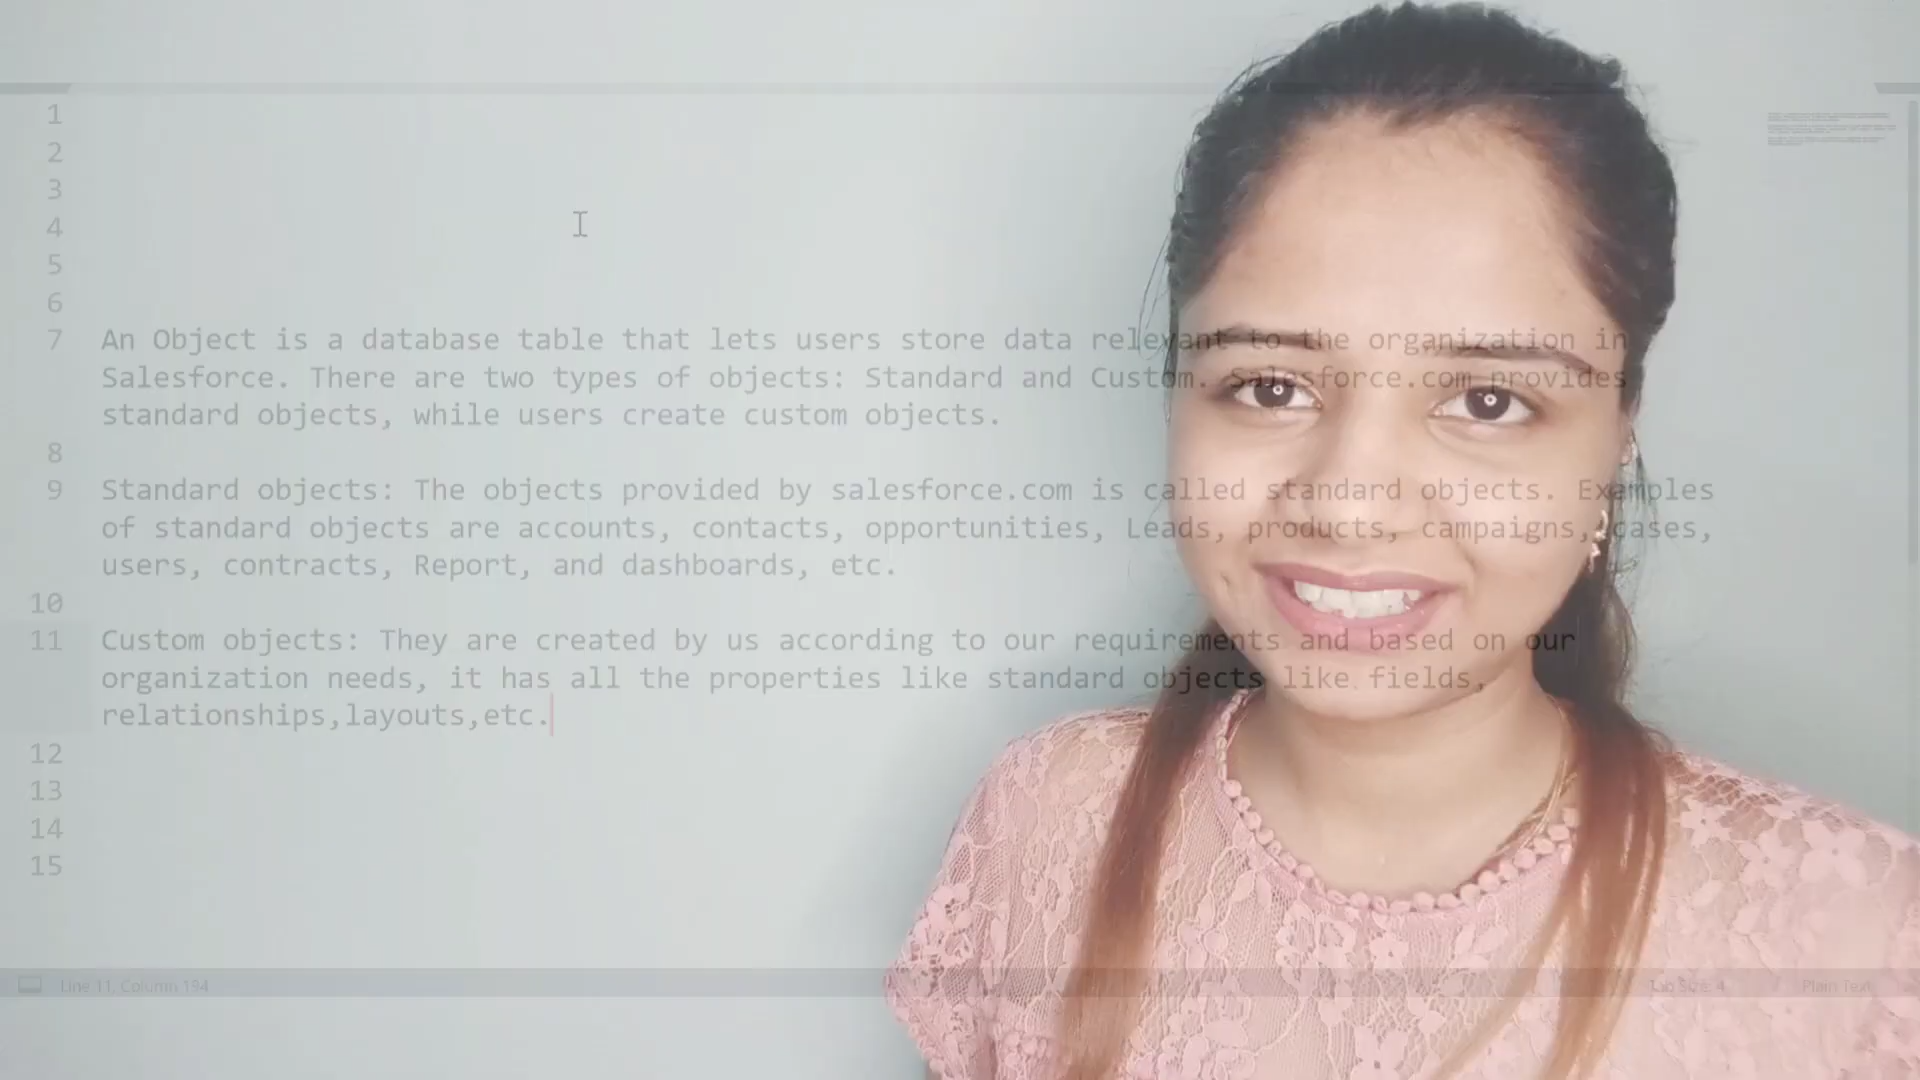 1
2
3
4
5
6
7 An Object is a database table that lets users store data relevant to the organization in
Salesforce. There are two types of objects: Standard and Custom. Salesforce.com provides
standard objects, while users create custom objects.
8
9 Standard objects: The objects provided by salesforce.com is called standard objects. Examples
of standard objects are accounts, contacts, opportunities, Leads, products, campaigns, cases,
users, contracts, Report, and dashboards, etc.
10
11 Custom objects: They are created by us according to our requirements and based on our
organization needs, it has all the properties like standard objects like fields,
relationships,layouts,etc.
12
13
14
15
Line 11, Column 194
Tab Size: 4
Plain Text